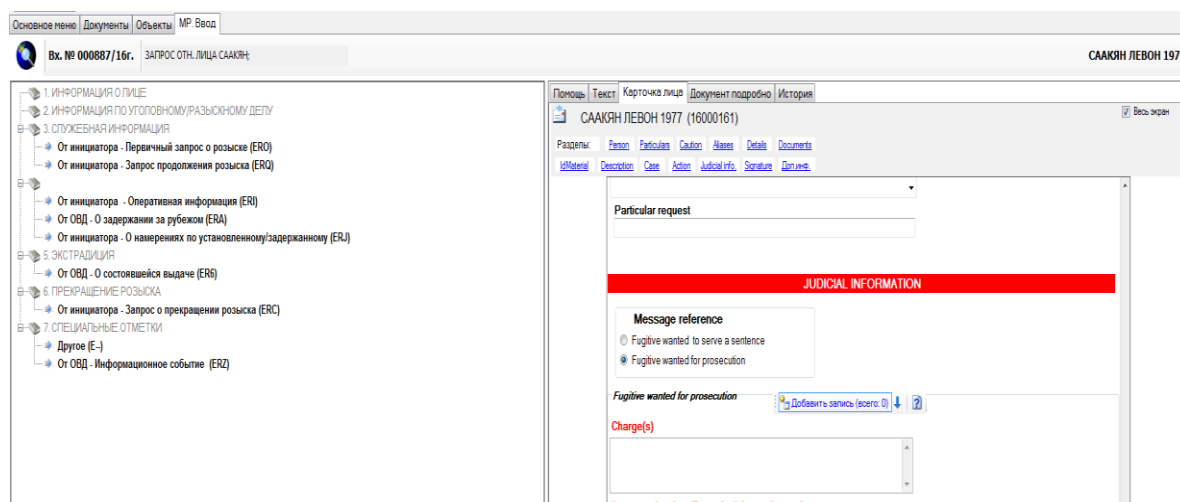 Основное меню Документы Объекты МР. Ввод
Вх. № 000887/16г. ЗАПРОС ОТН. ЛИЦА СААКЯН;
СААКЯН ЛЕВОН 197
1. ИНФОРМАЦИЯ О ЛИЦЕ
2. ИНФОРМАЦИЯ ПО УГОЛОВНОМУ/РАЗЫСКНОМУ ДЕЛУ
3. СЛУЖЕБНАЯ ИНФОРМАЦИЯ
От инициатора - Первичный запрос о розыске (ERO)
От инициатора - Запрос продолжения розыска (ERQ)
От инициатора - Оперативная информация (ERI)
От ОВД - О задержании за рубежом (ERA)
От инициатора - О намерениях по установленному/задержанному (ERJ)
5. ЭКСТРАДИЦИЯ
От ОВД - О состоявшейся выдаче (ER6)
6. ПРЕКРАЩЕНИЕ РОЗЫСКА
От инициатора - Запрос о прекращении розыска (ERC)
7. СПЕЦИАЛЬНЫЕ ОТМЕТКИ
Другое (E-)
От ОВД - Информационное событие (ERZ)
Помощь Текст Карточка лица Документ подробно История
СААКЯН ЛЕВОН 1977 (16000161)
Весь экран
Разделы: Person Particulars Caution Aliases Details Documents
IdMaterial Description Case Action Judicial info. Signature Доп.инф.
Particular request
JUDICIAL INFORMATION
Message reference
Fugitive wanted to serve a sentence
Fugitive wanted for prosecution
Fugitive wanted for prosecution
Добавить запись (всего: 0)
Charge(s)